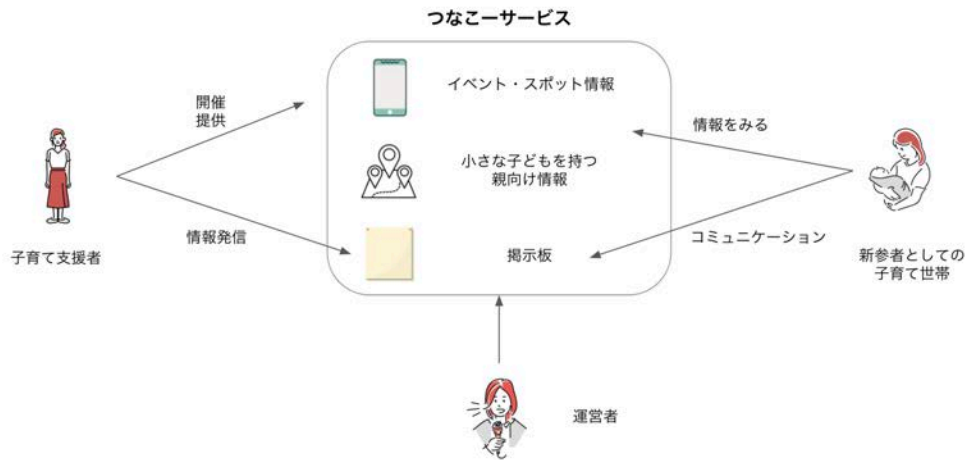 つなこーサービス
イベント・スポット情報
開催
提供
情報をみる
小さな子どもを持つ
親向け情報
情報発信
コミュニケーション
子育て支援者
掲示板
新参者としての
子育て世帯
運営者